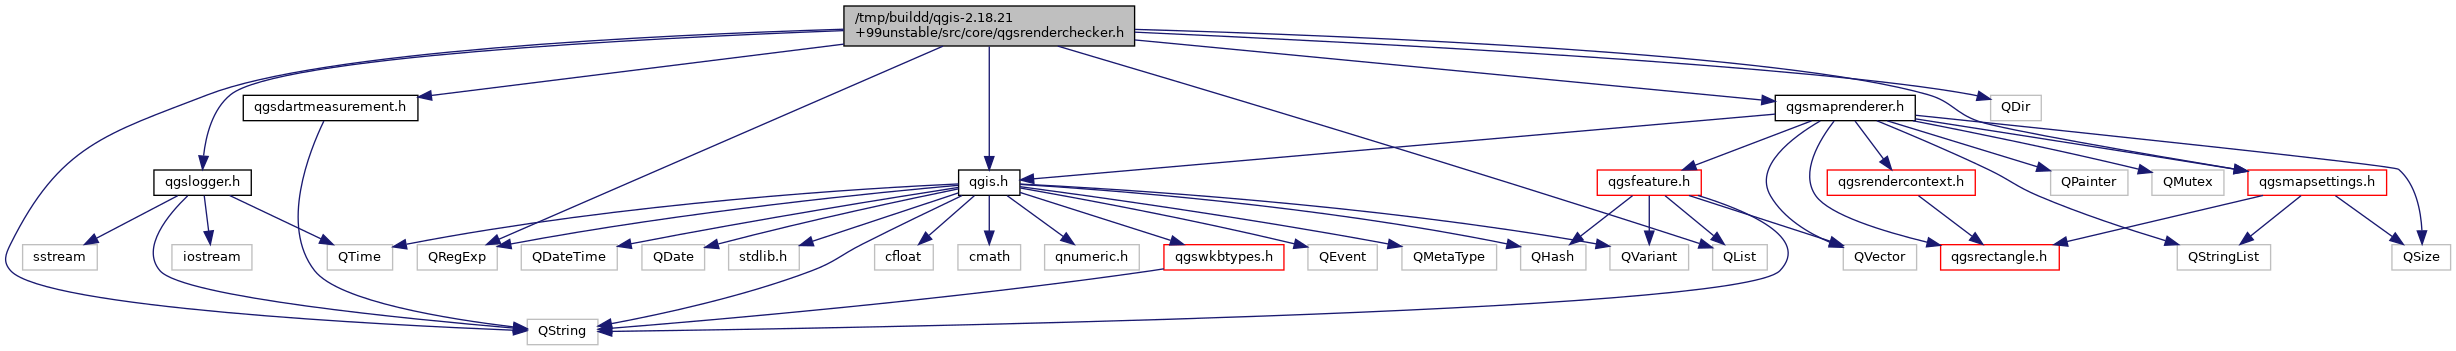 /tmp/buildd/qgis-2.18.21
+99unstable/src/core/qgsrenderchecker.h
qgsdartmeasurement.h
qgsmaprenderer.h
QDir
qgslogger.h
qgis.h
qgsfeature.h
qgsrendercontext.h
QPainter
QMutex
qgsmapsettings.h
sstream
iostream
QTime
QRegExp
QDateTime
QDate
stdlib.h
cfloat
cmath
qnumeric.h
qgswkbtypes.h
QEvent
QMetaType
QHash
QVariant
QList
QVector
qgsrectangle.h
QStringList
QSize
QString